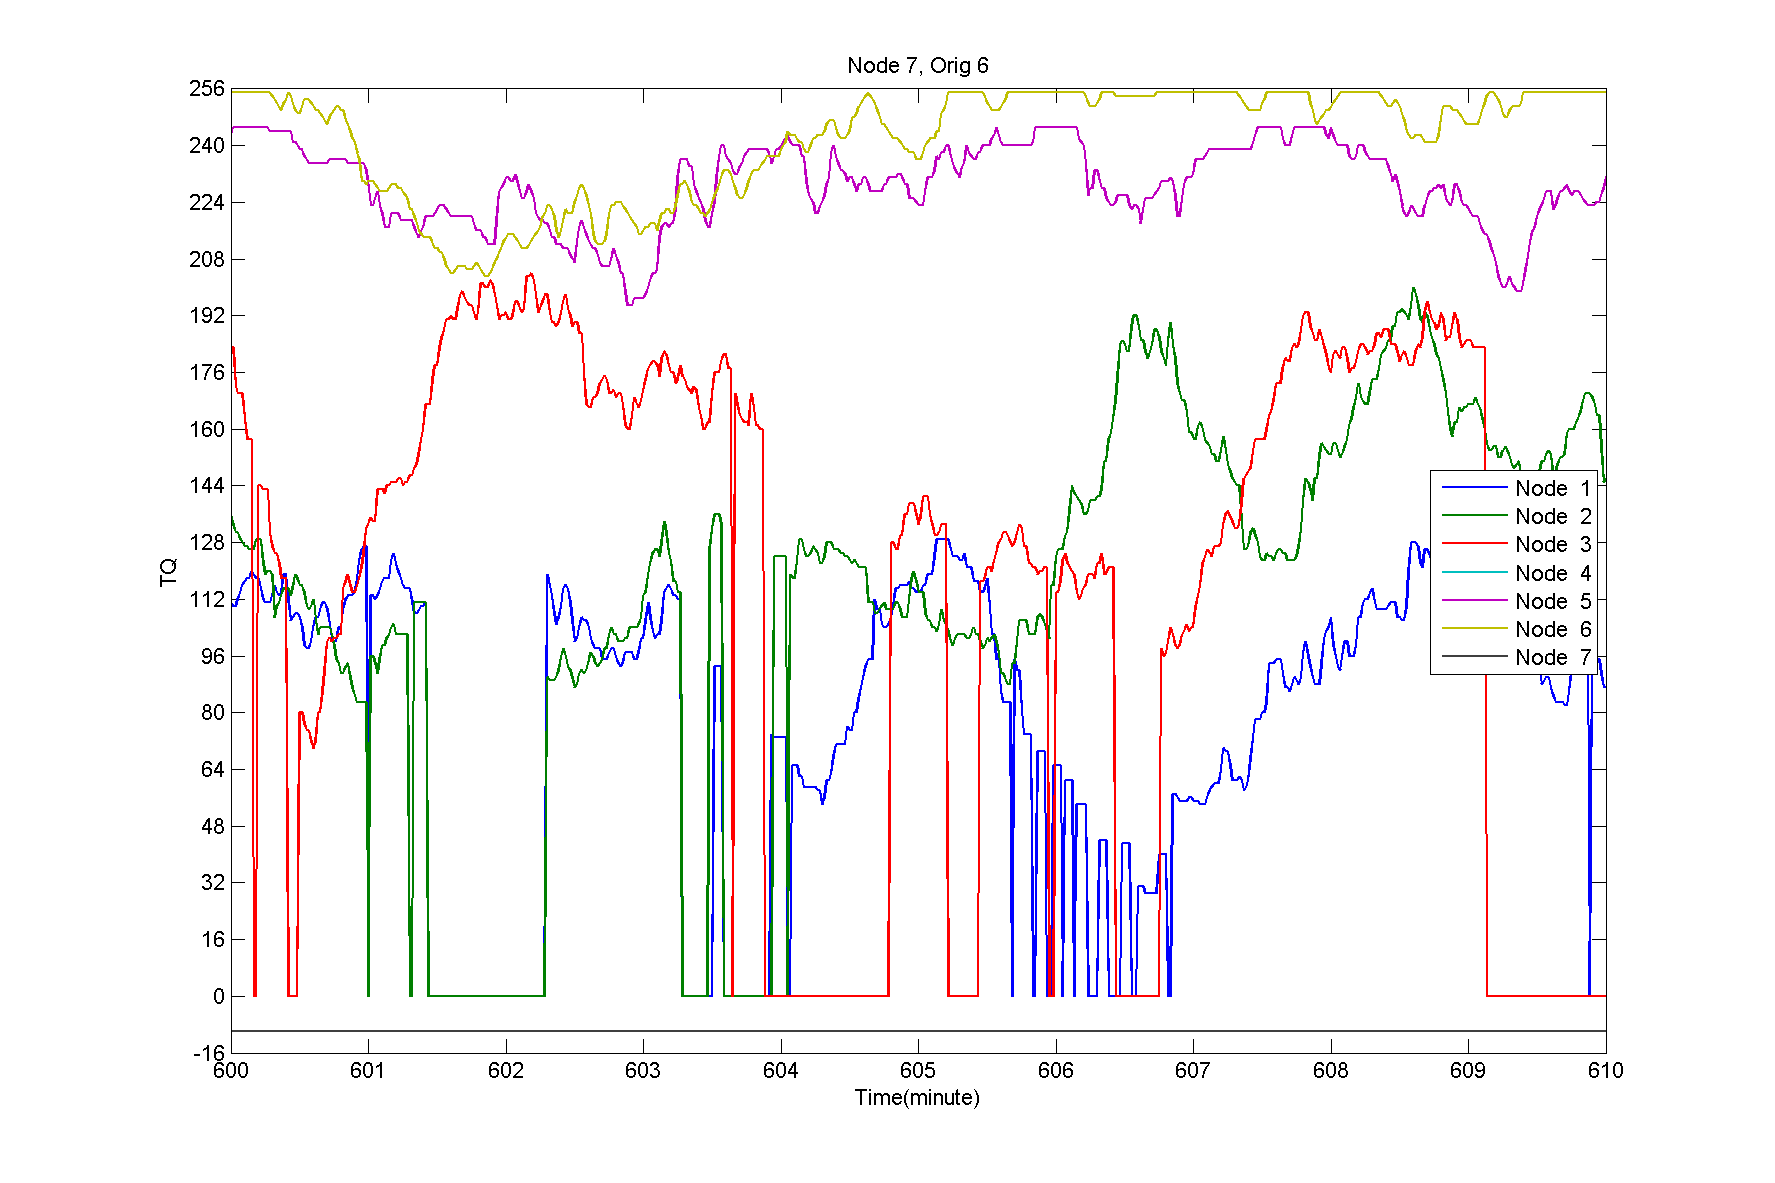 Node 7, Orig 6
256
240
224
208
192
176
160
144
128
112
96
80
64
48
32
16
0
-16
TQ
Node 1
Node 2
Node 3
Node 4
Node 5
Node 6
Node 7
600 601 602 603 604 605 606 607 608 609 610
Time(minute)